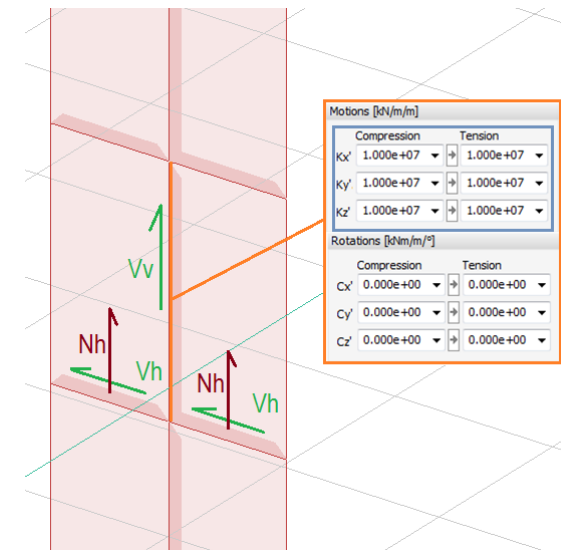 Motions [kN/m/m]
Compression Tension
Kx' 1.000e+07 1.000e+07
Ky' 1.000e+07 1.000e+07
Kz' 1.000e+07 1.000e+07
Rotations [kNm/m/°]
Compression Tension
Cx' 0.000e+00 0.000e+00
Cy' 0.000e+00 0.000e+00
Cz' 0.000e+00 0.000e+00
Vv
Nh Vh
Nh Vh